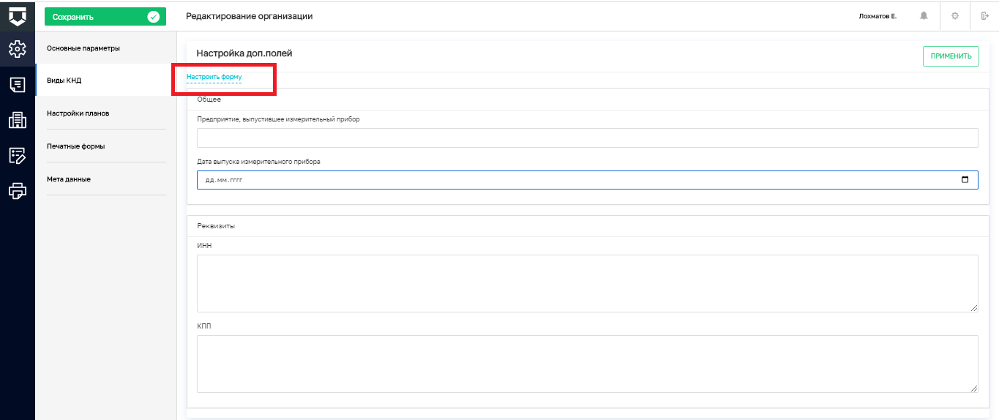 Сохранить
Редактирование организации
Лохматов Е.
Основные параметры
Виды КНД
Настройки планов
Печатные формы
Мета данные
Настройка доп.полей
ПРИМЕНИТЬ
Настроить форму
Общее
Предприятие, выпустившее измерительный прибор
Дата выпуска измерительного прибора
дд.мм.гггг
Реквизиты
ИНН
КПП